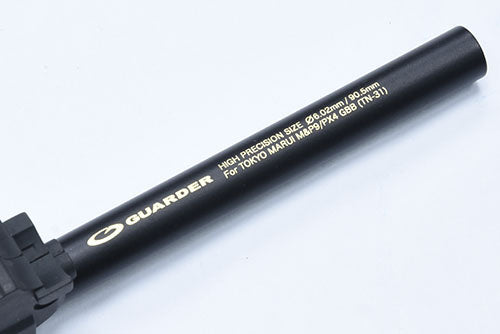 GUARDER
HIGH PRECISION SIZE Ø6.02mm / 90.5mm
For TOKYO MARUI M&P9/PX4 GBB (TN-31)